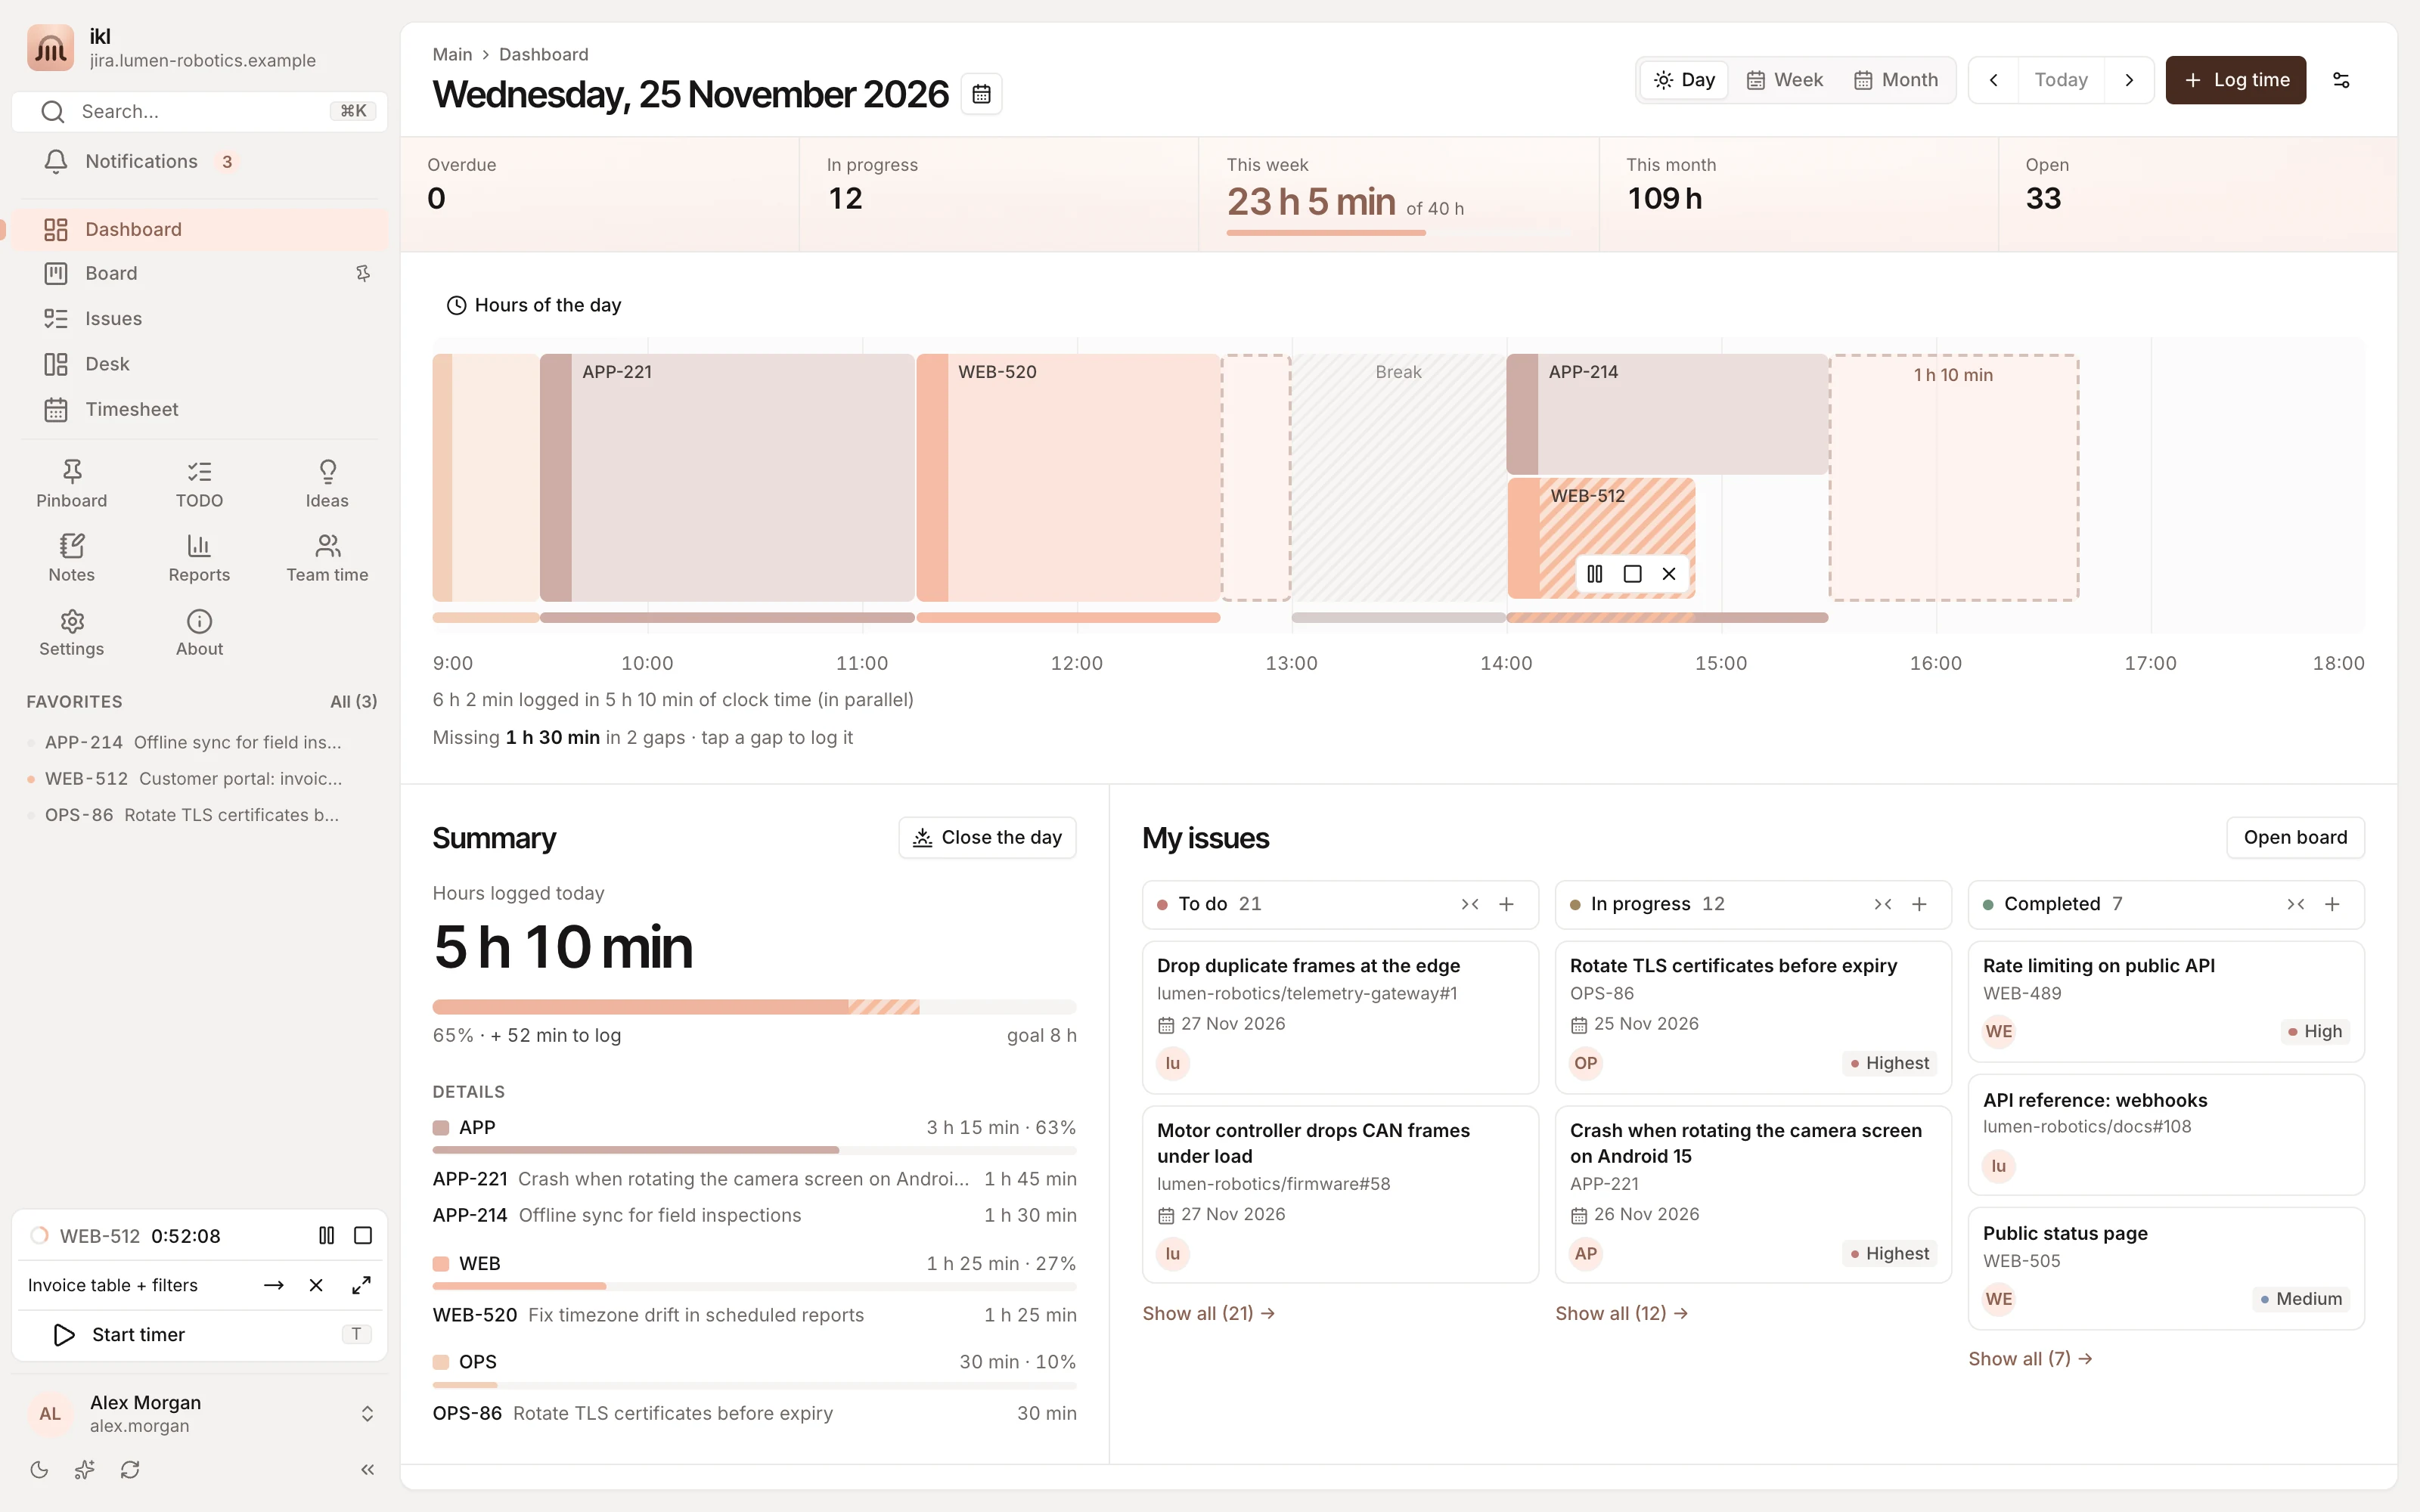 ikl
jira.lumen-robotics.example
Search...
⌘K
Notifications 3
Dashboard
Board
Issues
Desk
Timesheet
Pinboard TODO Ideas
Notes Reports Team time
Settings About
FAVORITES All (3)
APP-214 Offline sync for field ins...
WEB-512 Customer portal: invoic...
OPS-86 Rotate TLS certificates b...
WEB-512 0:52:08
Invoice table + filters
Start timer T
AL
Alex Morgan
alex.morgan
Main > Dashboard
Wednesday, 25 November 2026
Day Week Month
Today
+ Log time
Overdue
0
In progress
12
This week
23 h 5 min of 40 h
This month
109 h
Open
33
Hours of the day
APP-221
WEB-520
Break
APP-214
1 h 10 min
WEB-512
9:00 10:00 11:00 12:00 13:00 14:00 15:00 16:00 17:00 18:00
6 h 2 min logged in 5 h 10 min of clock time (in parallel)
Missing 1 h 30 min in 2 gaps · tap a gap to log it
Summary
Close the day
Hours logged today
5 h 10 min
65% · + 52 min to log goal 8 h
DETAILS
APP 3 h 15 min · 63%
APP-221 Crash when rotating the camera screen on Androi... 1 h 45 min
APP-214 Offline sync for field inspections 1 h 30 min
WEB 1 h 25 min · 27%
WEB-520 Fix timezone drift in scheduled reports 1 h 25 min
OPS 30 min · 10%
OPS-86 Rotate TLS certificates before expiry 30 min
My issues
Open board
To do 21
Drop duplicate frames at the edge
lumen-robotics/telemetry-gateway#1
27 Nov 2026
lu
Motor controller drops CAN frames
under load
lumen-robotics/firmware#58
27 Nov 2026
lu
Show all (21) →
In progress 12
Rotate TLS certificates before expiry
OPS-86
25 Nov 2026
OP
Highest
Crash when rotating the camera screen
on Android 15
APP-221
26 Nov 2026
AP
Highest
Show all (12) →
Completed 7
Rate limiting on public API
WEB-489
WE
High
API reference: webhooks
lumen-robotics/docs#108
lu
Public status page
WEB-505
WE
Medium
Show all (7) →